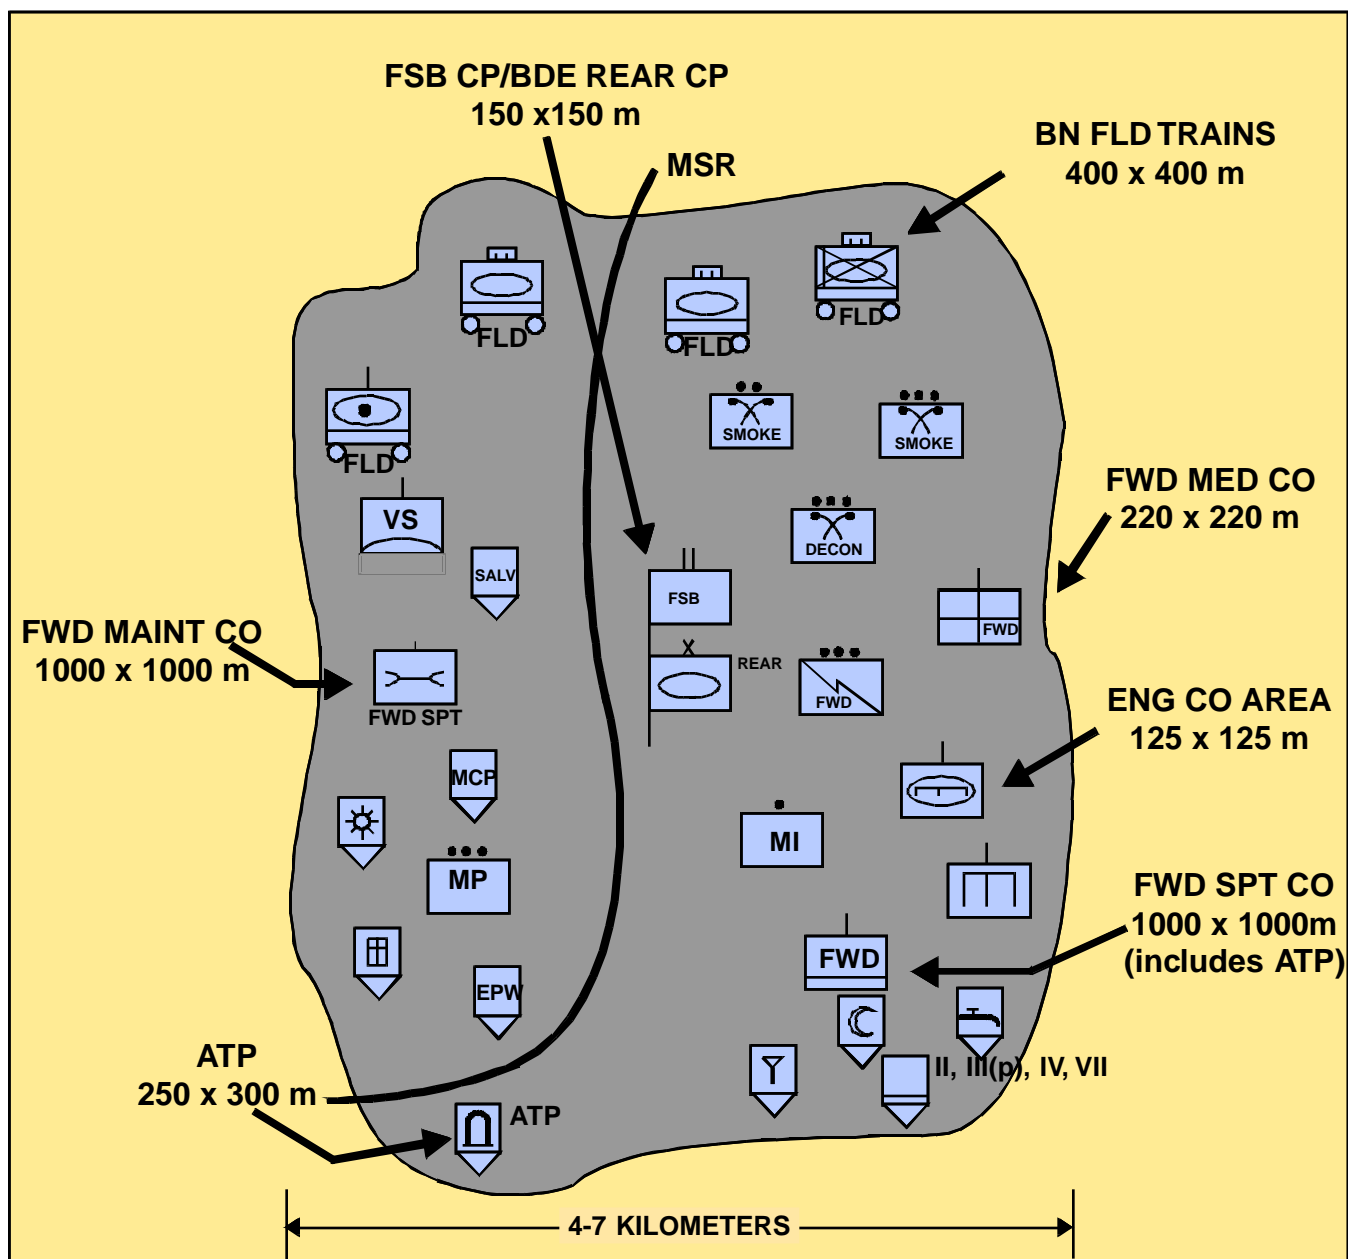 FSB CP/BDE REAR CP
150 x150 m
MSR
BN FLD TRAINS
400 x 400 m
FLD
FLD
FLD
FLD
SMOKE
SMOKE
VS
DECON
FWD MED CO
220 x 220 m
SALV
FSB
FWD
FWD MAINT CO
1000 x 1000 m
REAR
FWD
FWD SPT
ENG CO AREA
125 x 125 m
MCP
MI
MP
FWD SPT CO
1000 x 1000m
(includes ATP)
FWD
EPW
ATP
250 x 300 m
II, III(p), IV, VII
ATP
4-7 KILOMETERS